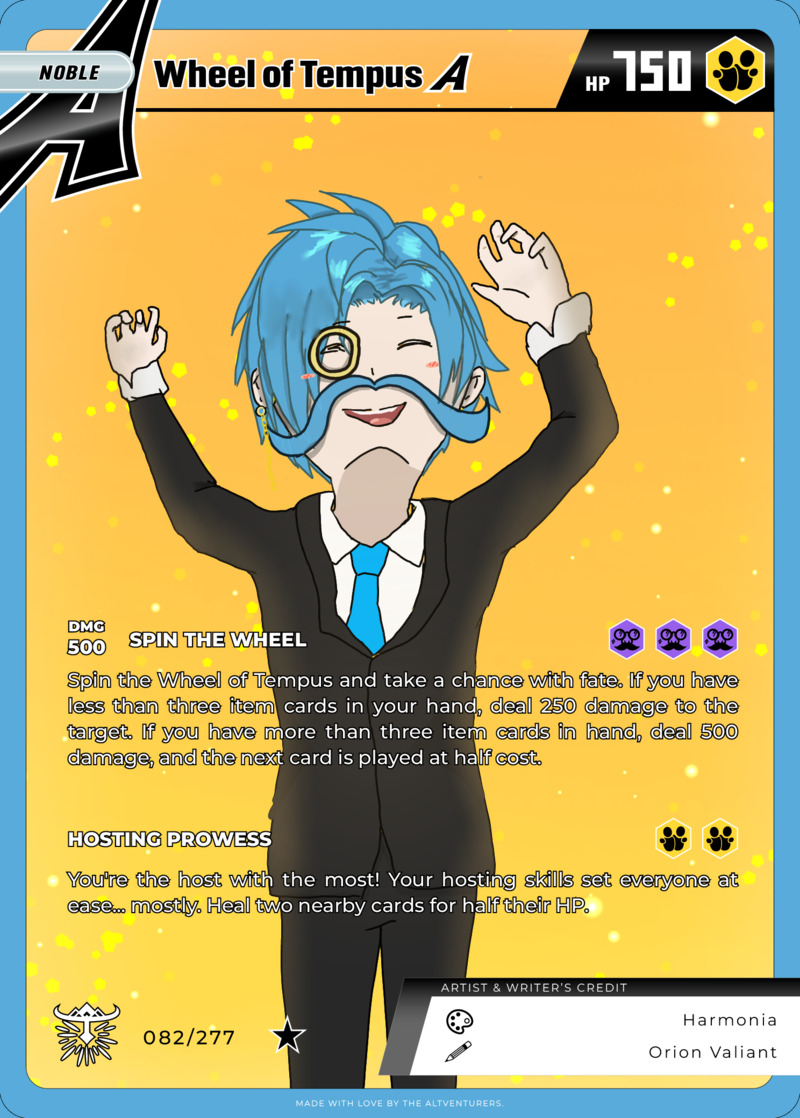 NOBLE
Wheel of Tempus A
HP 750
DMG
500 SPIN THE WHEEL
Spin the Wheel of Tempus and take a chance with fate. If you have
less than three item cards in your hand, deal 250 damage to the
target. If you have more than three item cards in hand, deal 500
damage, and the next card is played at half cost.
HOSTING PROWESS
You're the host with the most! Your hosting skills set everyone at
ease... mostly. Heal two nearby cards for half their HP.
ARTIST & WRITER'S CREDIT
Harmonia
Orion Valiant
082/277
MADE WITH LOVE BY THE ALTVENTURERS.